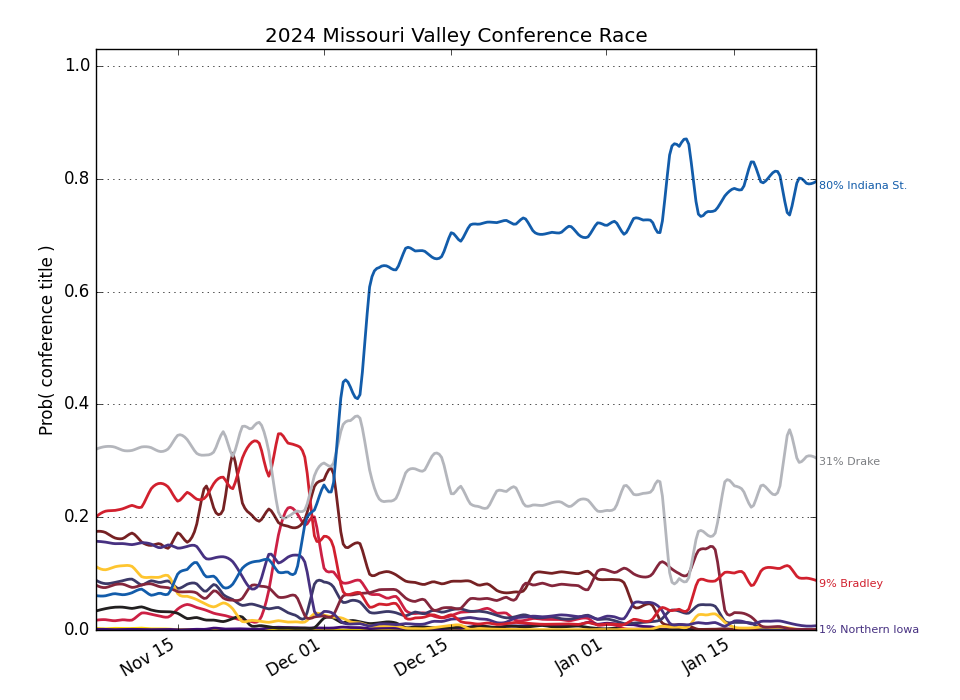 2024 Missouri Valley Conference Race
Prob( conference title )
1.0
0.8
0.6
0.4
0.2
0.0
80% Indiana St.
31% Drake
9% Bradley
1% Northern Iowa
Nov 15
Dec 01
Dec 15
Jan 01
Jan 15